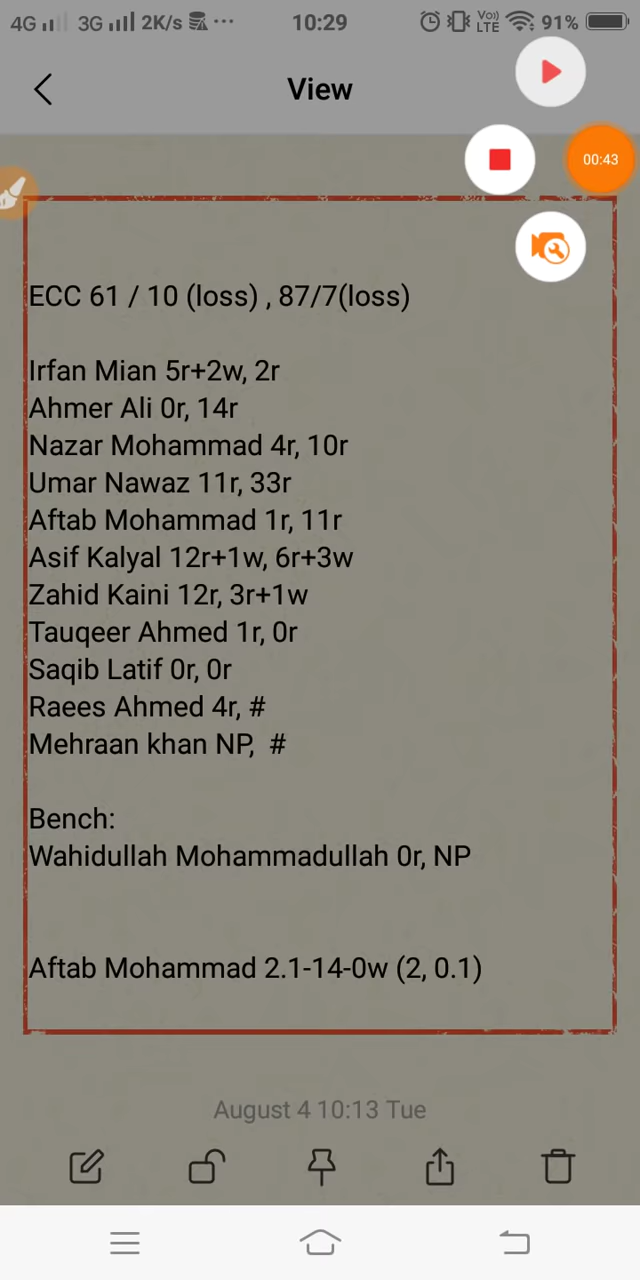 4G 3G 2K/s ... 10:29 Vo) LTE 91%
View
00:43
ECC 61 / 10 (loss) , 87/7(loss)
Irfan Mian 5r+2w, 2r
Ahmer Ali 0r, 14r
Nazar Mohammad 4r, 10r
Umar Nawaz 11r, 33r
Aftab Mohammad 1r, 11r
Asif Kalyal 12r+1w, 6r+3w
Zahid Kaini 12r, 3r+1w
Tauqeer Ahmed 1r, 0r
Saqib Latif 0r, 0r
Raees Ahmed 4r, #
Mehraan khan NP,  #
Bench:
Wahidullah Mohammadullah 0r, NP
Aftab Mohammad 2.1-14-0w (2, 0.1)
August 4 10:13 Tue